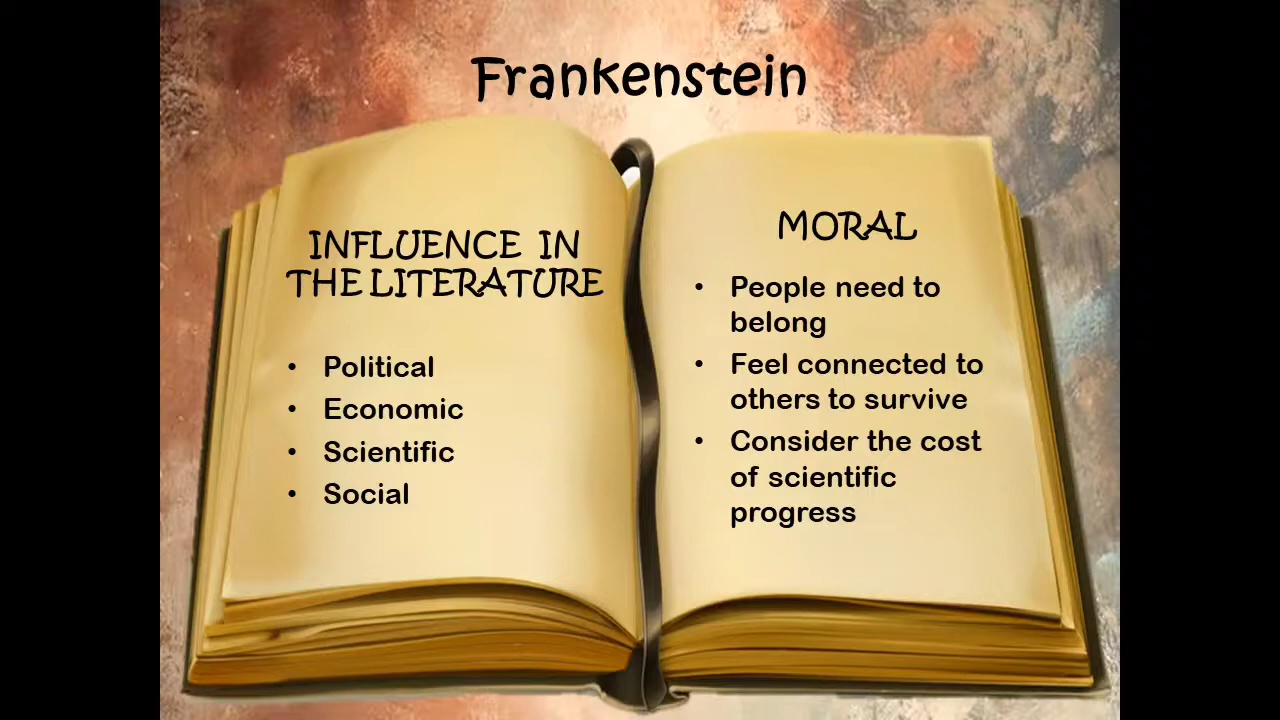 Frankenstein
INFLUENCE IN
THE LITERATURE
• Political
• Economic
• Scientific
• Social
MORAL
• People need to
belong
• Feel connected to
others to survive
• Consider the cost
of scientific
progress